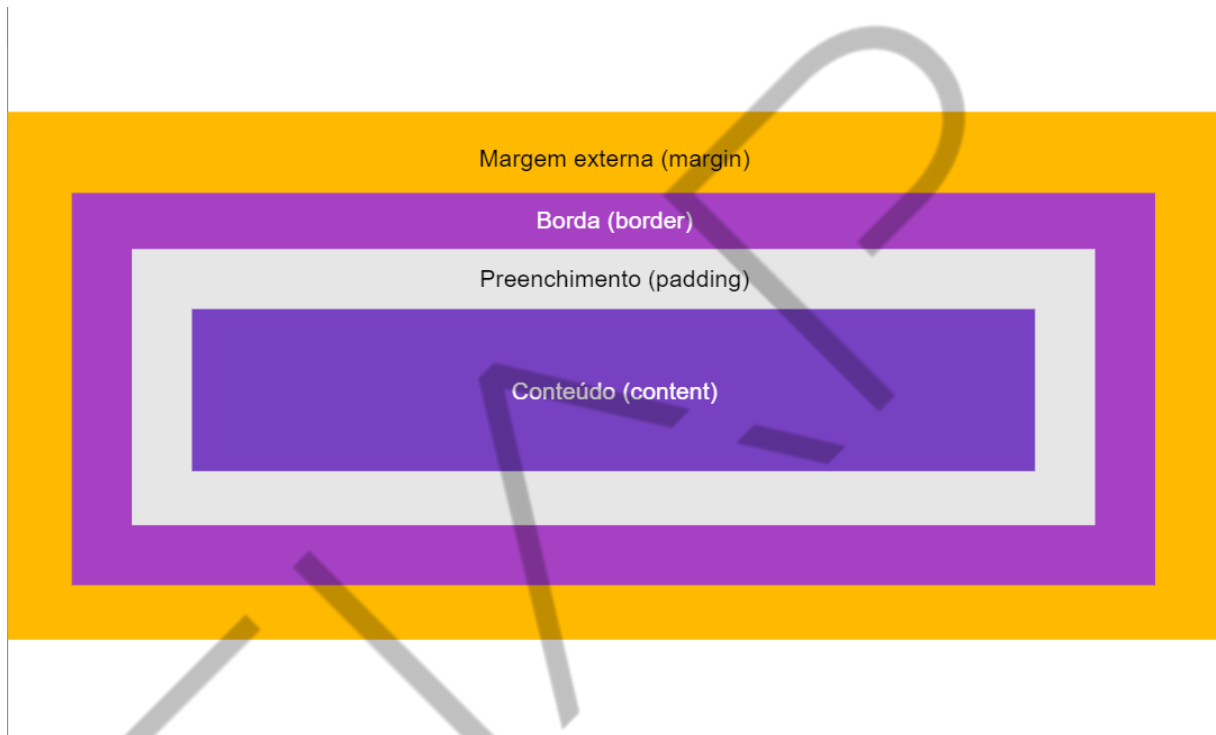 Margem externa (margin)
Borda (border)
Preenchimento (padding)
Conteúdo (content)